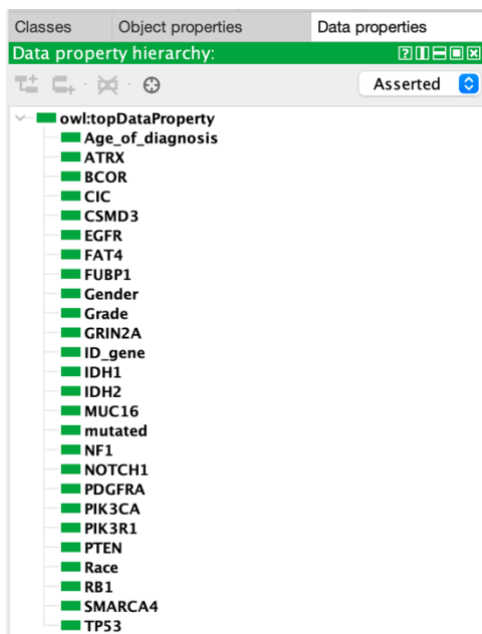 Classes Object properties Data properties
Data property hierarchy:
Asserted
owl:topDataProperty
Age_of_diagnosis
ATRX
BCOR
CIC
CSMD3
EGFR
FAT4
FUBP1
Gender
Grade
GRIN2A
ID_gene
IDH1
IDH2
MUC16
mutated
NF1
NOTCH1
PDGFRA
PIK3CA
PIK3R1
PTEN
Race
RB1
SMARCA4
TP53